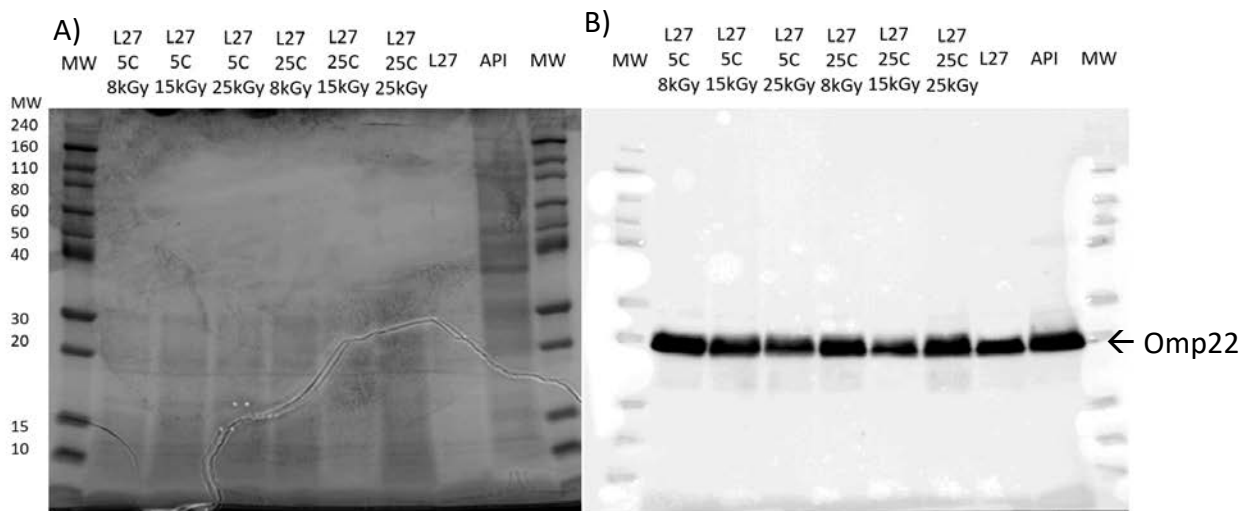 A)
L27 L27 L27 L27 L27 L27
5C 5C 5C 25C 25C 25C
MW 8kGy 15kGy 25kGy 8kGy 15kGy 25kGy L27 API MW
MW
240
160
110
80
60
50
40
30
20
15
10
B)
L27 L27 L27 L27 L27 L27
5C 5C 5C 25C 25C 25C
MW 8kGy 15kGy 25kGy 8kGy 15kGy 25kGy L27 API MW
← Omp22